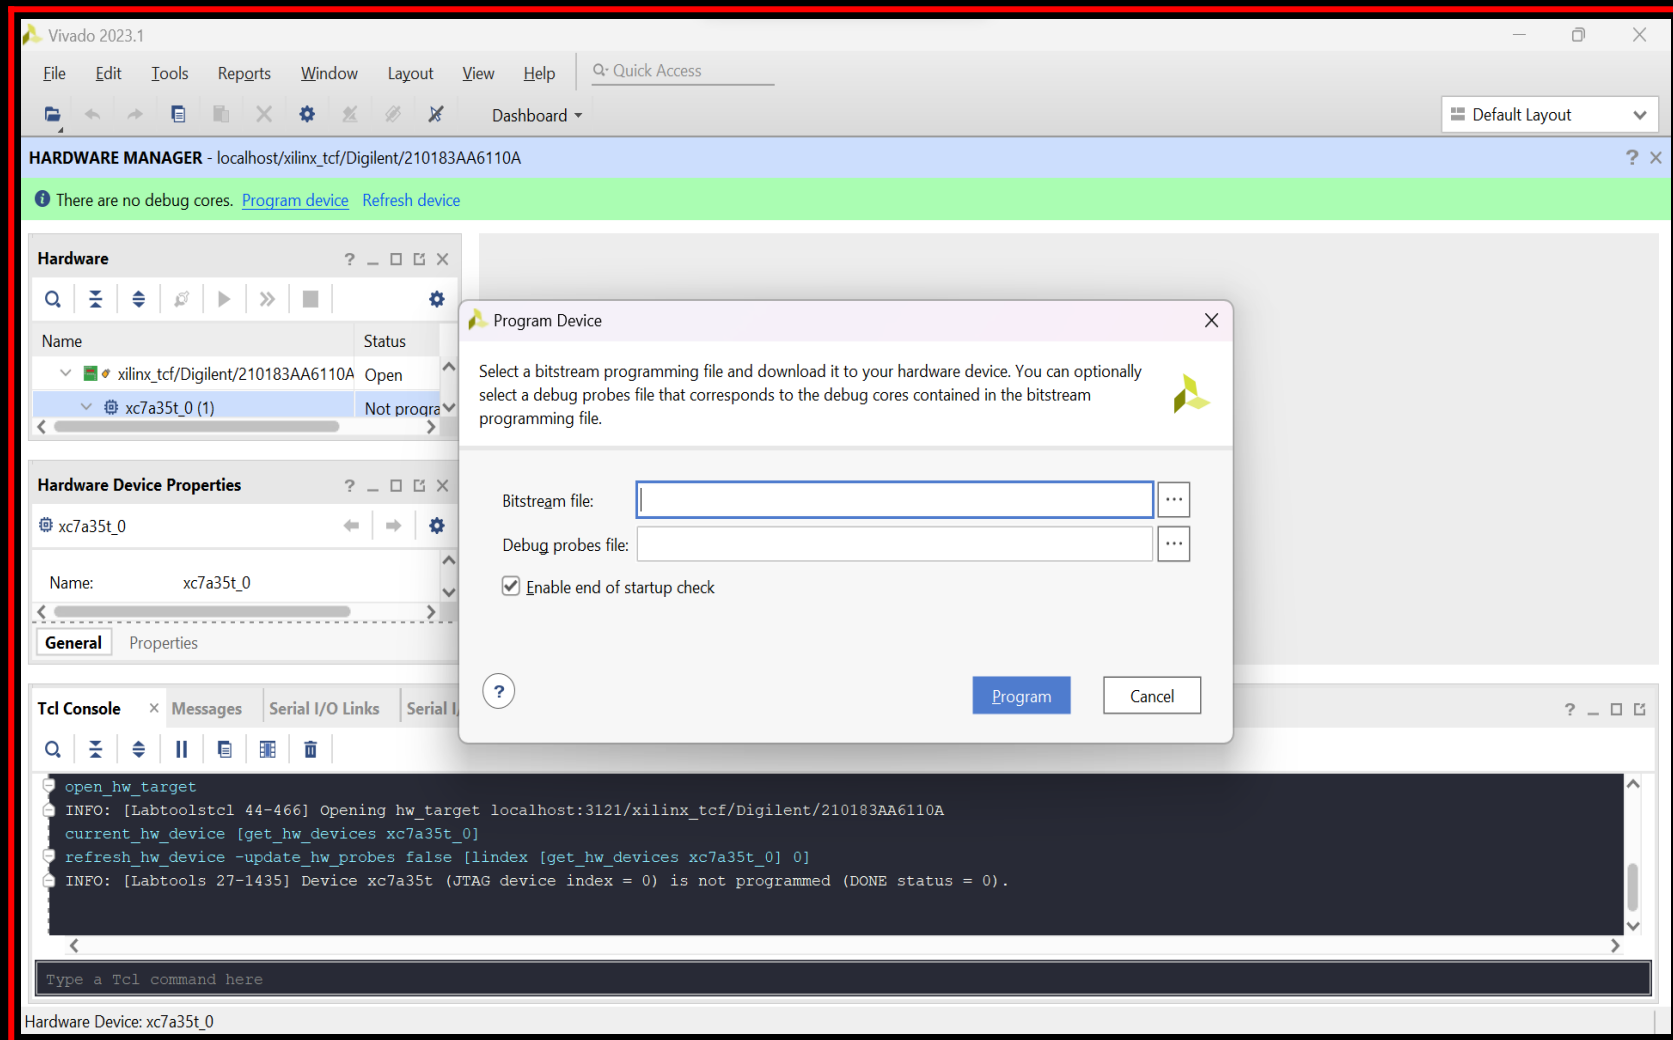 Vivado 2023.1
File Edit Tools Reports Window Layout View Help Quick Access
Dashboard Default Layout
HARDWARE MANAGER - localhost/xilinx_tcf/Digilent/210183AA6110A
There are no debug cores. Program device Refresh device
Hardware
Name Status
xilinx_tcf/Digilent/210183AA6110A Open
xc7a35t_0 (1) Not progra
Hardware Device Properties
xc7a35t_0
Name: xc7a35t_0
General Properties
Program Device
Select a bitstream programming file and download it to your hardware device. You can optionally
select a debug probes file that corresponds to the debug cores contained in the bitstream
programming file.
Bitstream file:
Debug probes file:
Enable end of startup check
Program Cancel
Tcl Console Messages Serial I/O Links Serial I/
open_hw_target
INFO: [Labtoolstcl 44-466] Opening hw_target localhost:3121/xilinx_tcf/Digilent/210183AA6110A
current_hw_device [get_hw_devices xc7a35t_0]
refresh_hw_device -update_hw_probes false [lindex [get_hw_devices xc7a35t_0] 0]
INFO: [Labtools 27-1435] Device xc7a35t (JTAG device index = 0) is not programmed (DONE status = 0).
Type a Tcl command here
Hardware Device: xc7a35t_0